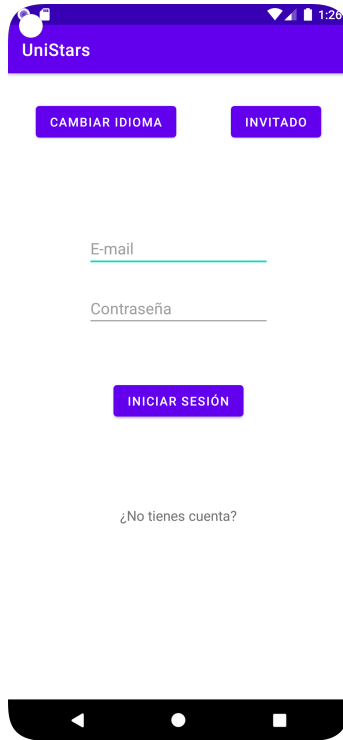 1:26
UniStars
CAMBIAR IDIOMA
INVITADO
E-mail
Contraseña
INICIAR SESIÓN
¿No tienes cuenta?